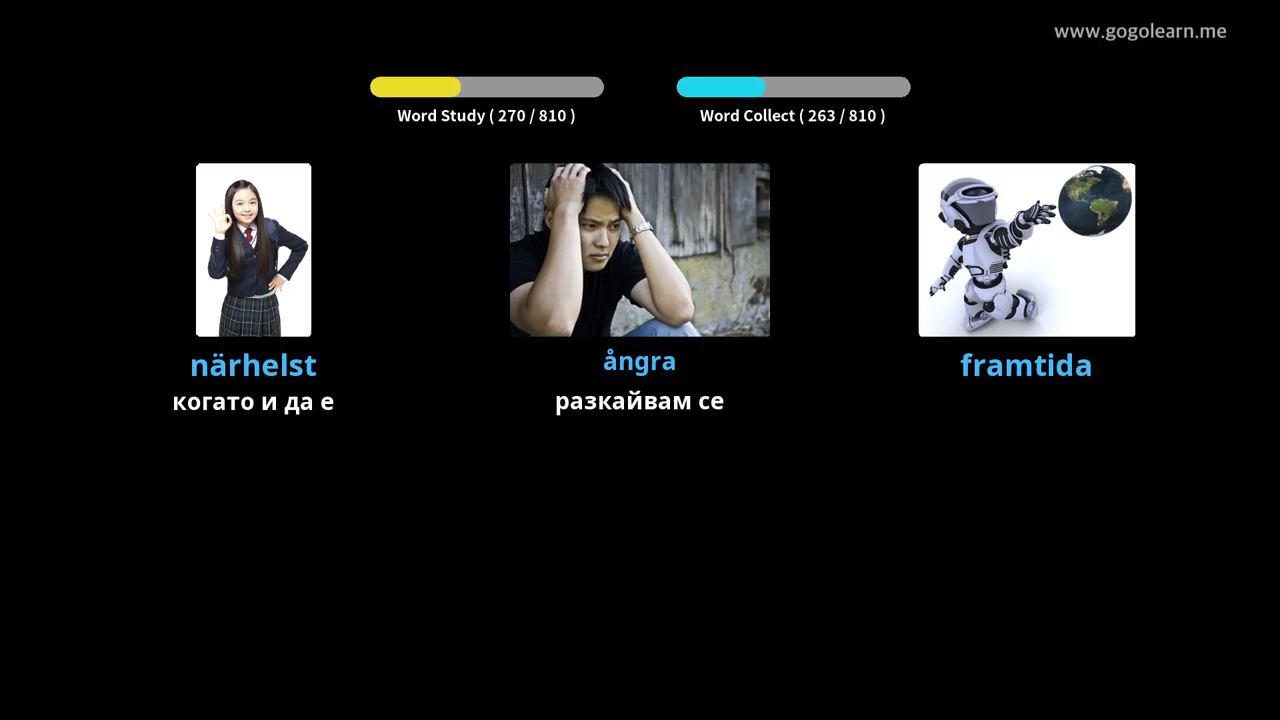 www.gogolearn.me
Word Study ( 270 / 810 )
Word Collect ( 263 / 810 )
närhelst
когато и да е
ångra
разкайвам се
framtida